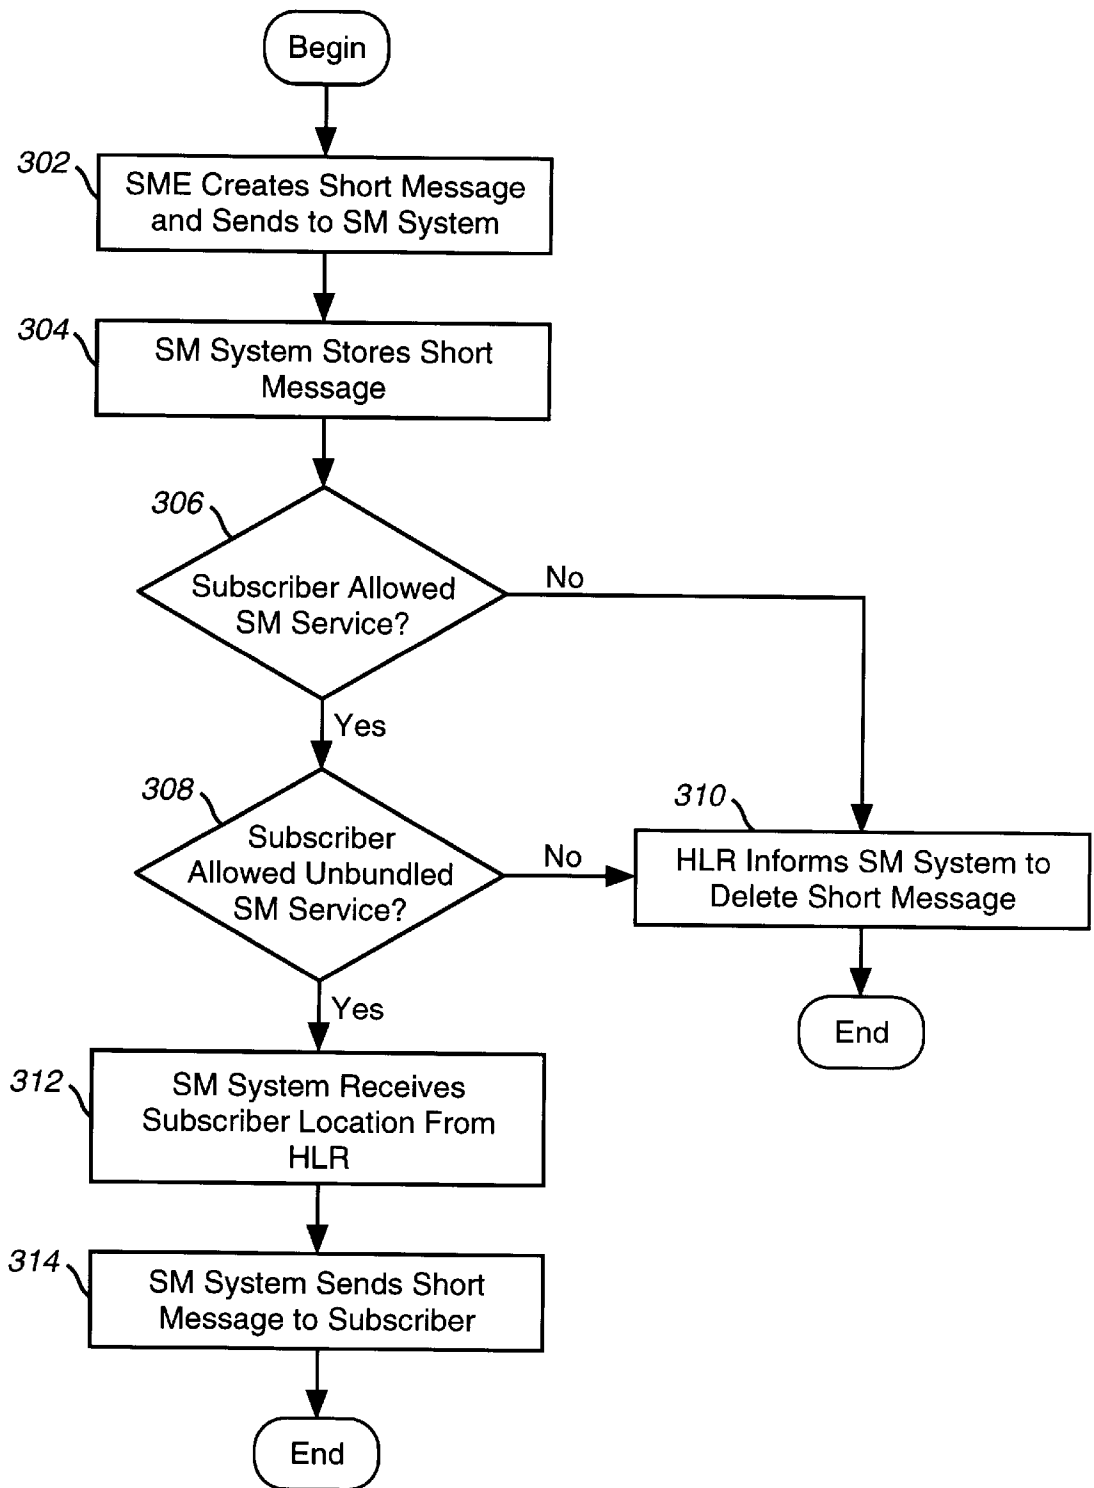 Begin
302
SME Creates Short Message
and Sends to SM System
304
SM System Stores Short
Message
306
Subscriber Allowed
SM Service?
No
Yes
308
Subscriber
Allowed Unbundled
SM Service?
No
310
HLR Informs SM System to
Delete Short Message
Yes
End
312
SM System Receives
Subscriber Location From
HLR
314
SM System Sends Short
Message to Subscriber
End